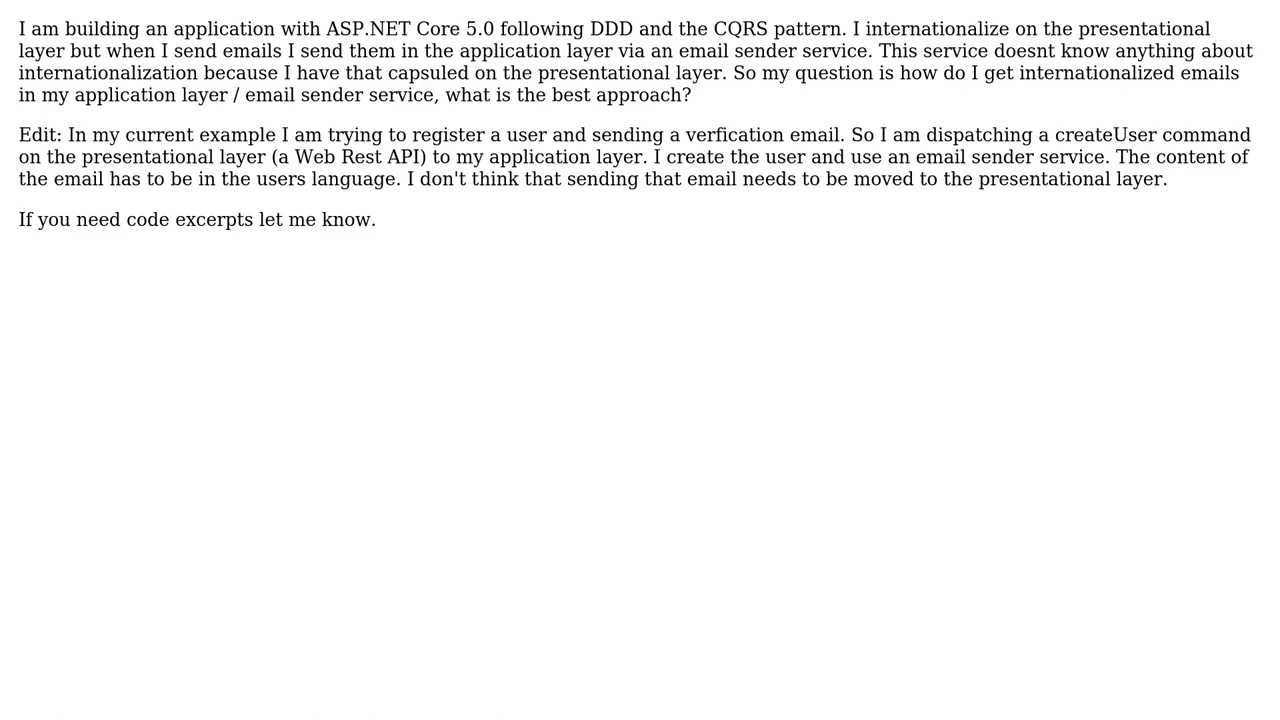 I am building an application with ASP.NET Core 5.0 following DDD and the CQRS pattern. I internationalize on the presentational
layer but when I send emails I send them in the application layer via an email sender service. This service doesnt know anything about
internationalization because I have that capsuled on the presentational layer. So my question is how do I get internationalized emails
in my application layer / email sender service, what is the best approach?
Edit: In my current example I am trying to register a user and sending a verfication email. So I am dispatching a createUser command
on the presentational layer (a Web Rest API) to my application layer. I create the user and use an email sender service. The content of
the email has to be in the users language. I don't think that sending that email needs to be moved to the presentational layer.
If you need code excerpts let me know.